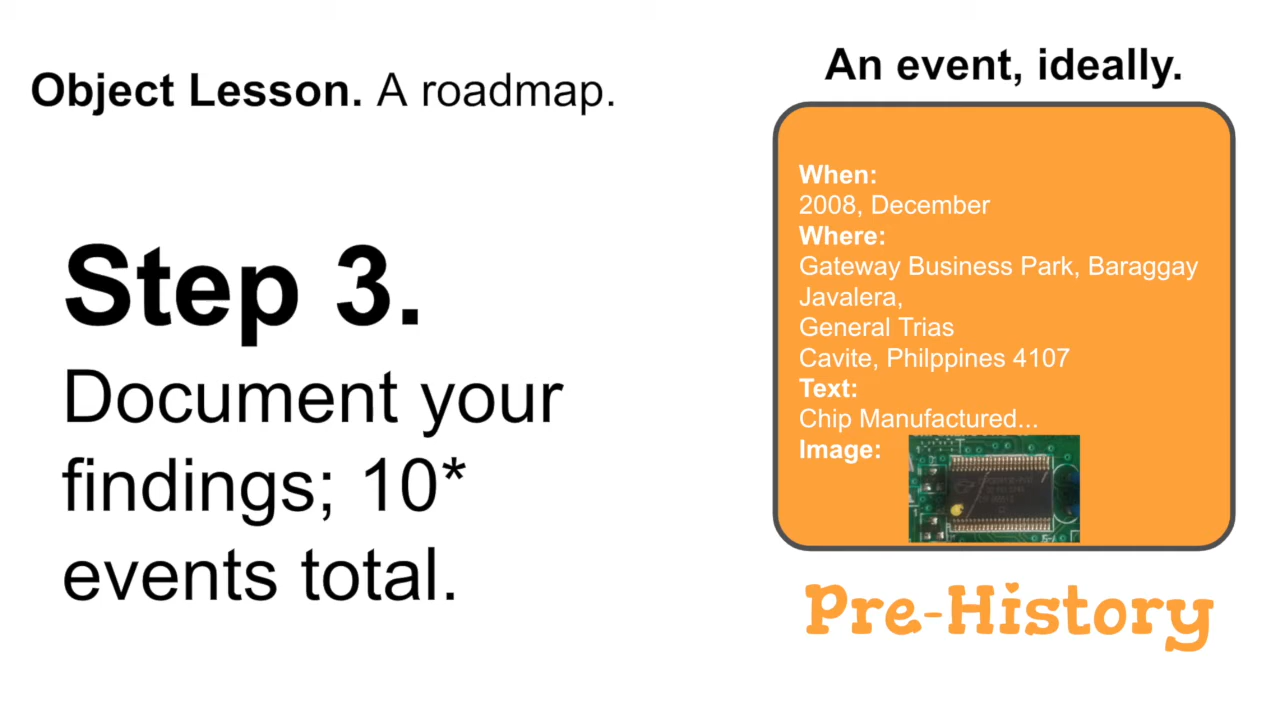 Object Lesson. A roadmap.
Step 3.
Document your
findings; 10*
events total.
An event, ideally.
When:
2008, December
Where:
Gateway Business Park, Baraggay
Javalera,
General Trias
Cavite, Philppines 4107
Text:
Chip Manufactured...
Image:
Pre-History